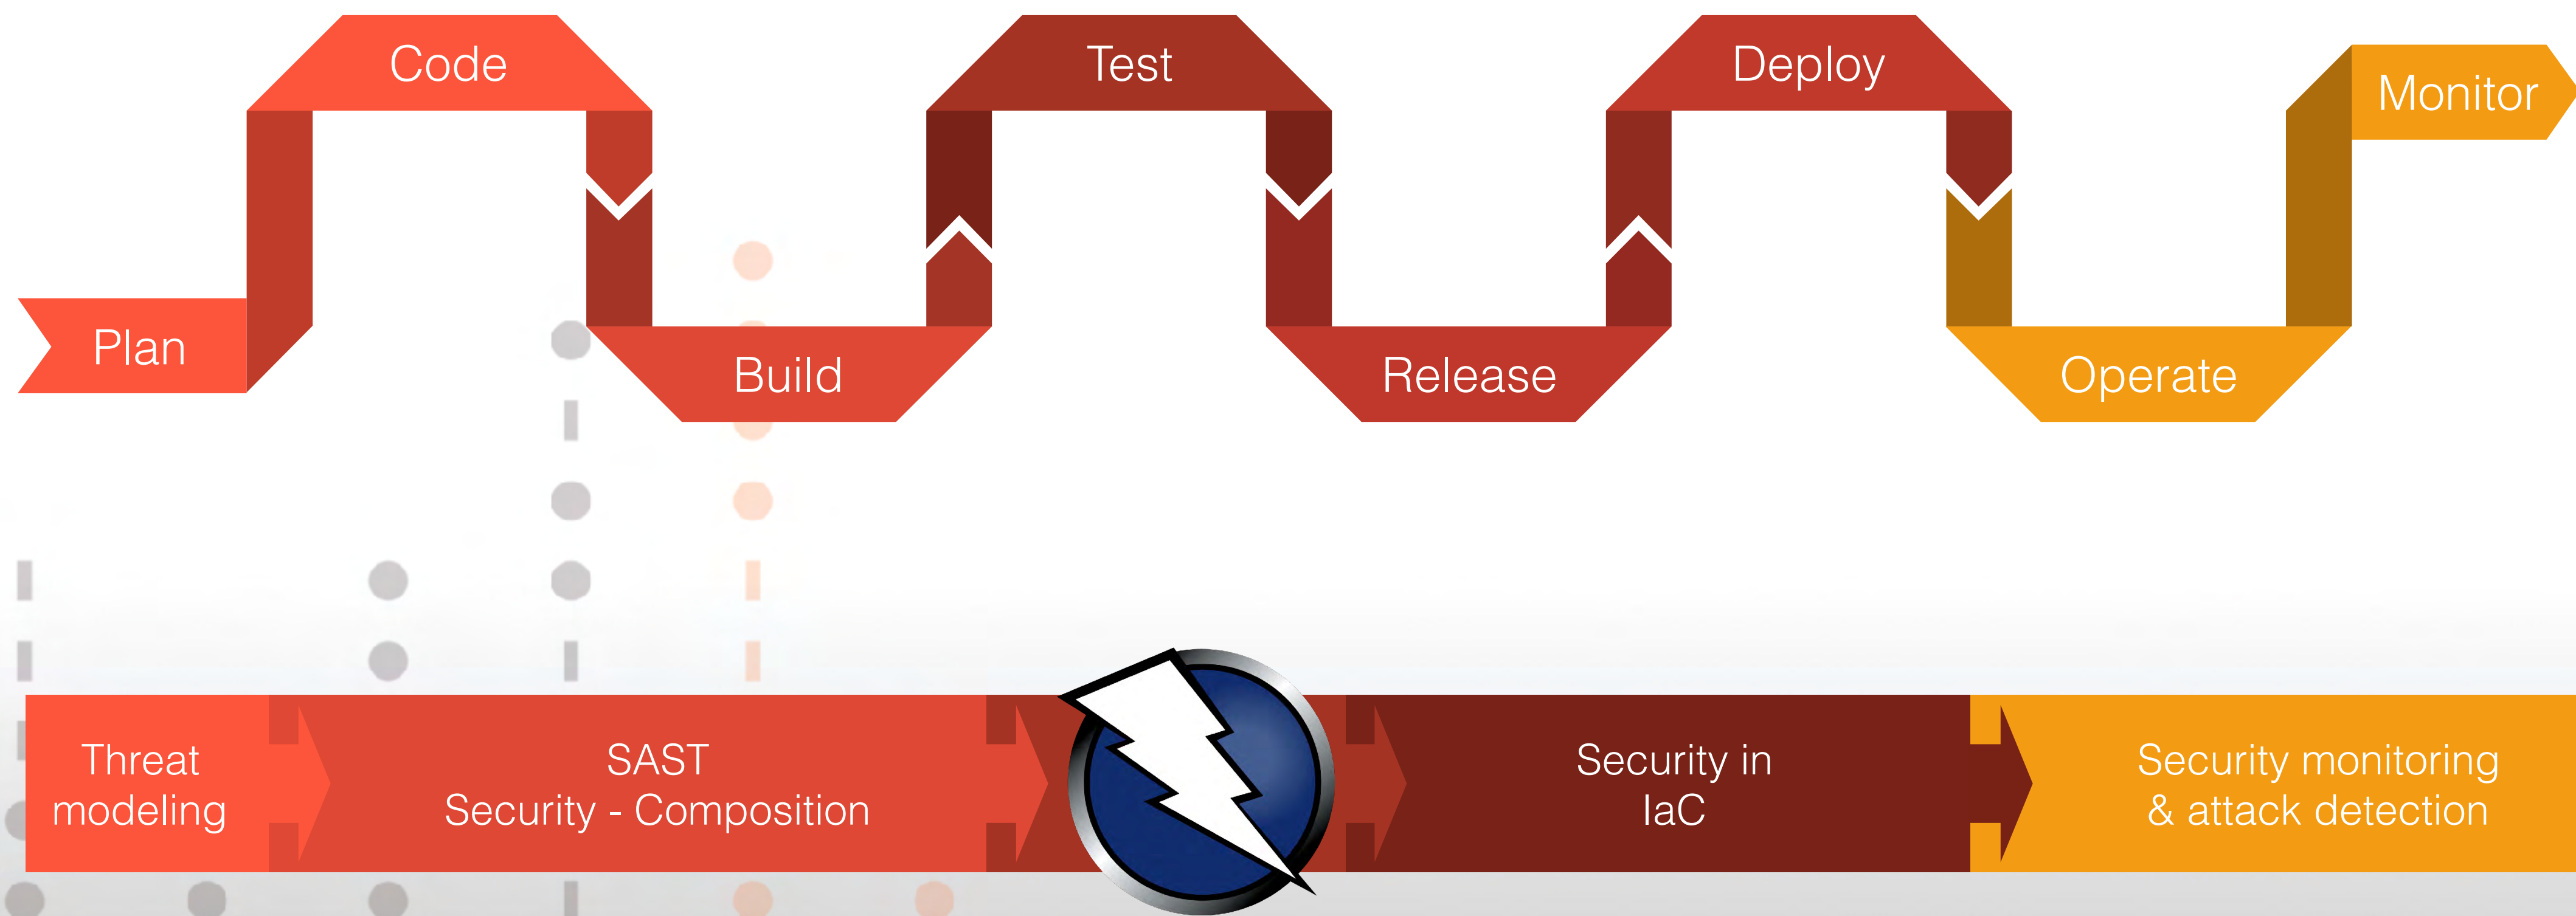 Plan
Code
Build
Test
Release
Deploy
Operate
Monitor
Threat
modeling
SAST
Security - Composition
Security in
IaC
Security monitoring
& attack detection